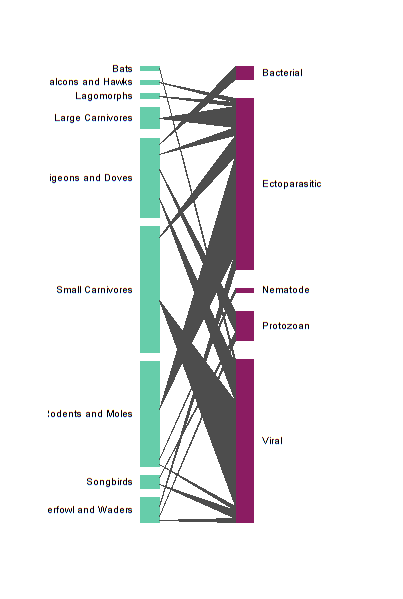 Bats
alcons and Hawks
Lagomorphs
Large Carnivores
igeons and Doves
Small Carnivores
odents and Moles
Songbirds
erfowl and Waders
Bacterial
Ectoparasitic
Nematode
Protozoan
Viral